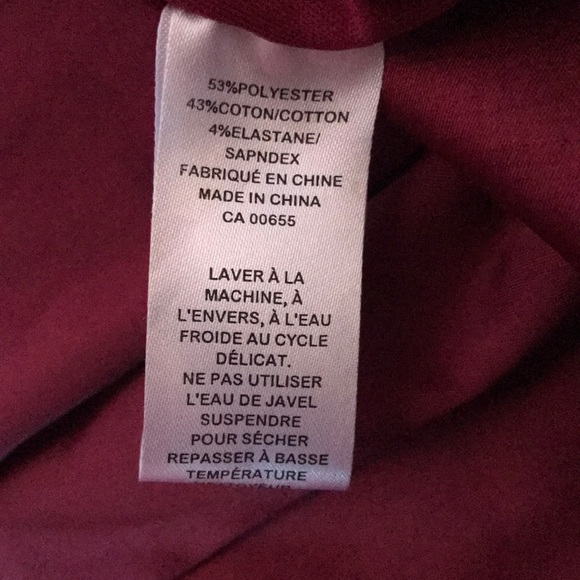 53%POLYESTER
43%COTON/COTTON
4%ELASTANE/
SAPNDEX
FABRIQUÉ EN CHINE
MADE IN CHINA
CA 00655
LAVER À LA
MACHINE, À
L'ENVERS, À L'EAU
FROIDE AU CYCLE
DÉLICAT.
NE PAS UTILISER
L'EAU DE JAVEL
SUSPENDRE
POUR SÉCHER
REPASSER À BASSE
TEMPÉRATURE